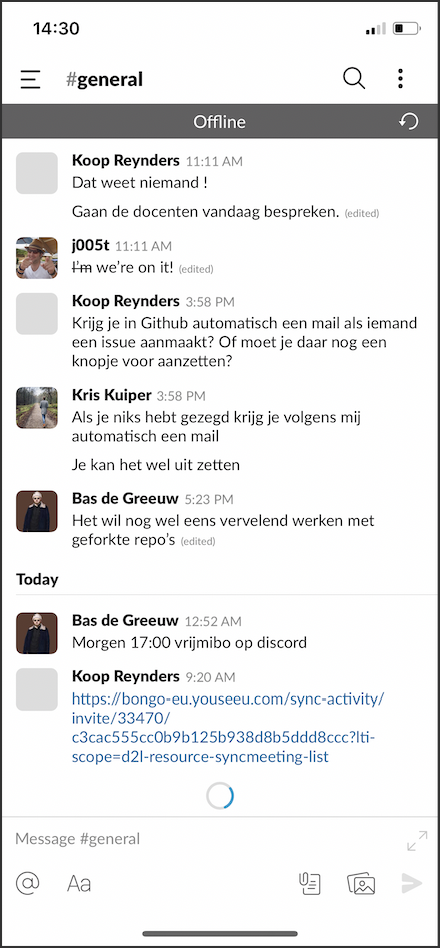 14:30
#general
Offline
Koop Reynders 11:11 AM
Dat weet niemand !
Gaan de docenten vandaag bespreken. (edited)
j005t 11:11 AM
I'm we're on it! (edited)
Koop Reynders 3:58 PM
Krijg je in Github automatisch een mail als iemand
een issue aanmaakt? Of moet je daar nog een
knopje voor aanzetten?
Kris Kuiper 3:58 PM
Als je niks hebt gezegd krijg je volgens mij
automatisch een mail
Je kan het wel uit zetten
Bas de Greeuw 5:23 PM
Het wil nog wel eens vervelend werken met
geforkte repo's (edited)
Today
Bas de Greeuw 12:52 AM
Morgen 17:00 vrijmibo op discord
Koop Reynders 9:20 AM
https://bongo-eu.youseeu.com/sync-activity/
invite/33470/
c3cac555cc0b9b125b938d8b5ddd8ccc?lti-
scope=d2l-resource-syncmeeting-list
Message #general
@ Aa